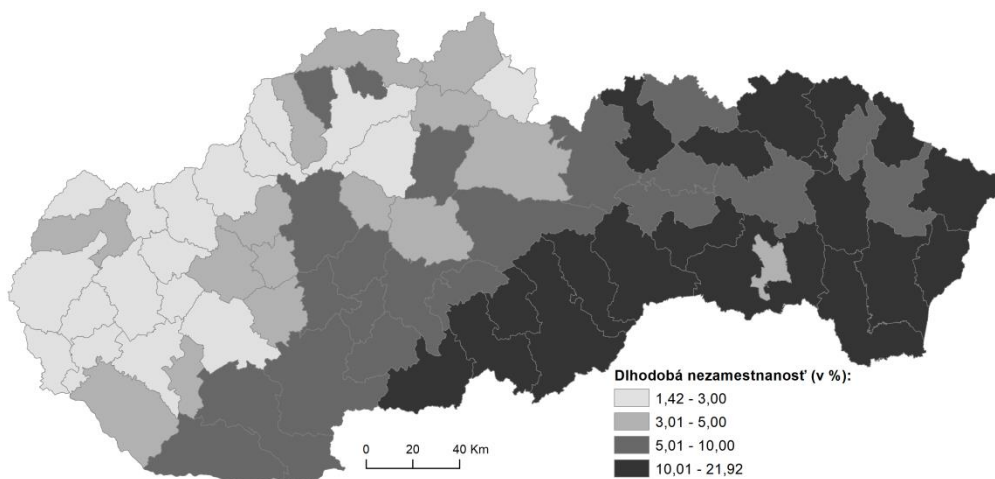 Dlhodobá nezamestnanosť (v %):
1,42 - 3,00
3,01 - 5,00
5,01 - 10,00
10,01 - 21,92
0 20 40 Km